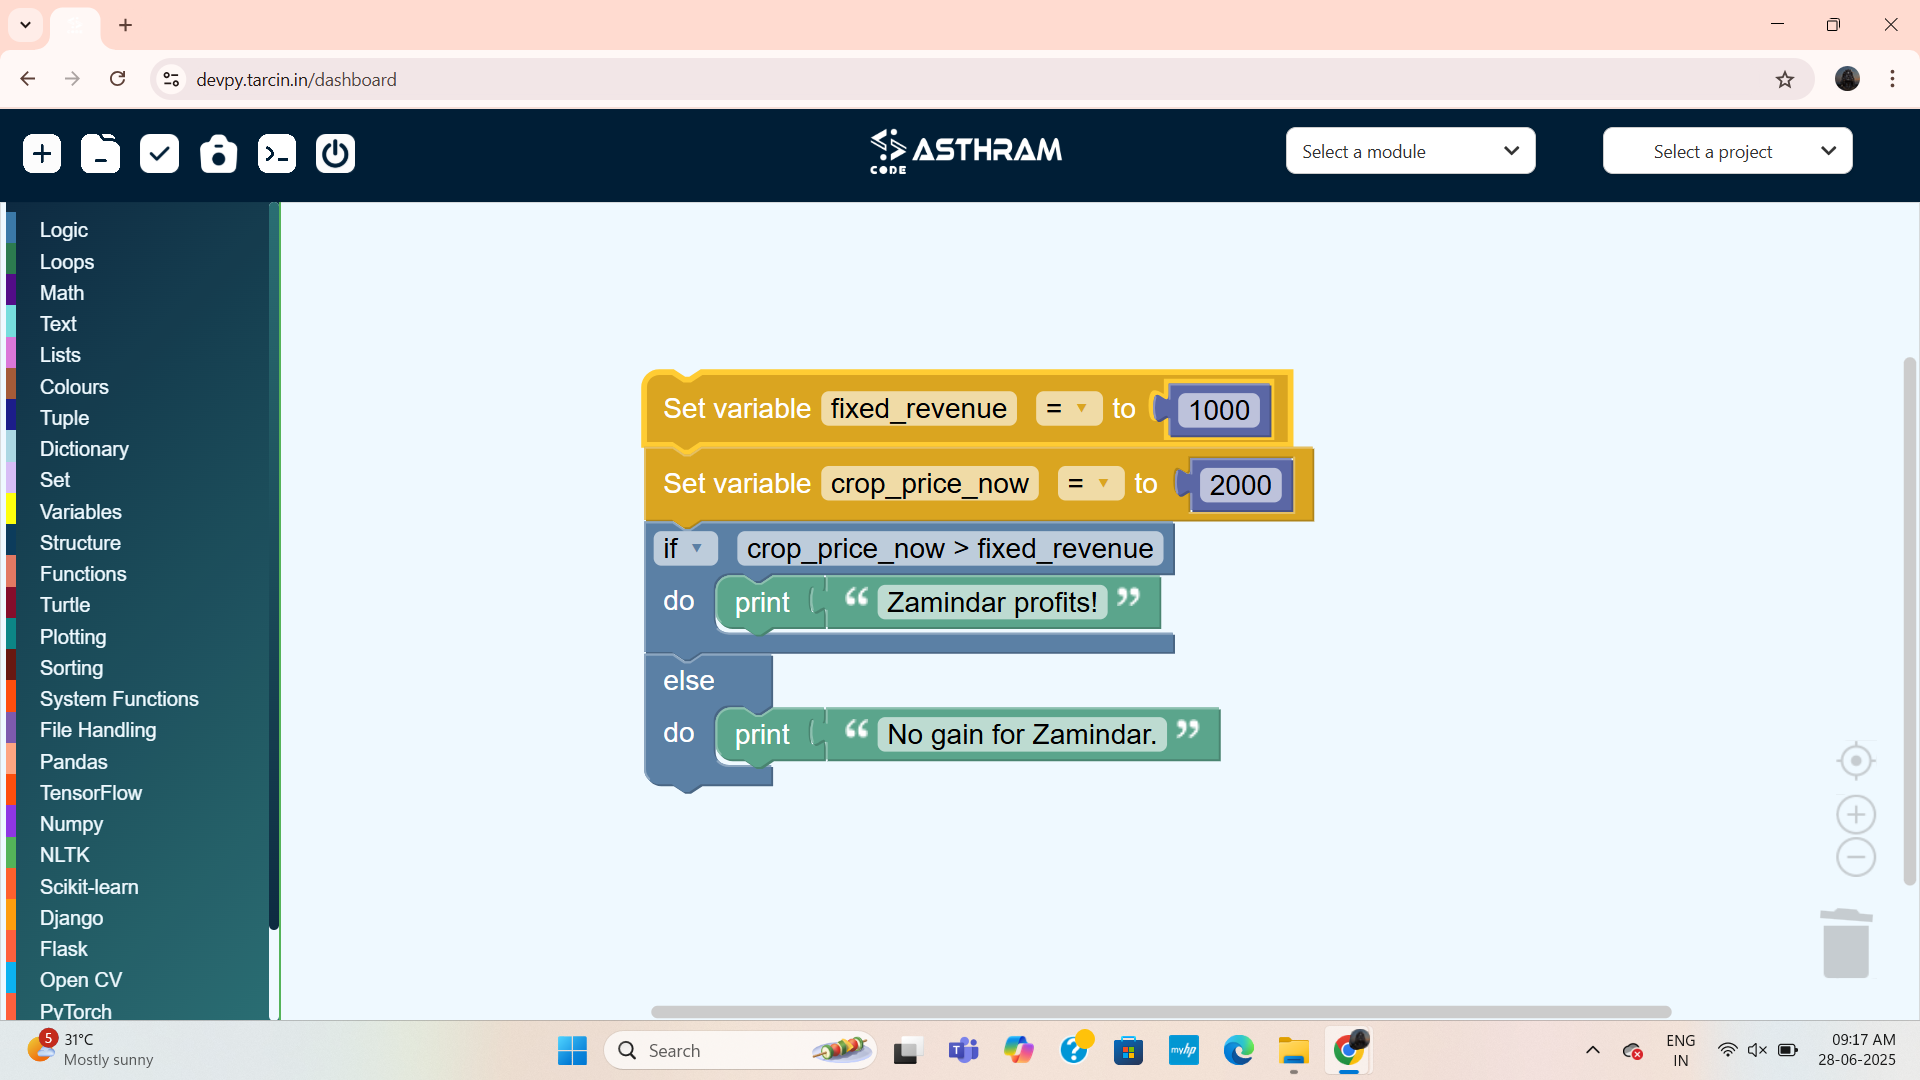 devpy.tarcin.in/dashboard
CODE ASTHRAM
Select a module
Select a project
Logic
Loops
Math
Text
Lists
Colours
Tuple
Dictionary
Set
Variables
Structure
Functions
Turtle
Plotting
Sorting
System Functions
File Handling
Pandas
TensorFlow
Numpy
NLTK
Scikit-learn
Django
Flask
Open CV
PyTorch
Set variable fixed_revenue = to 1000
Set variable crop_price_now = to 2000
if crop_price_now > fixed_revenue
do print “ Zamindar profits! ”
else
do print “ No gain for Zamindar. ”
5
31°C
Mostly sunny
Search
myhp
ENG
IN
09:17 AM
28-06-2025